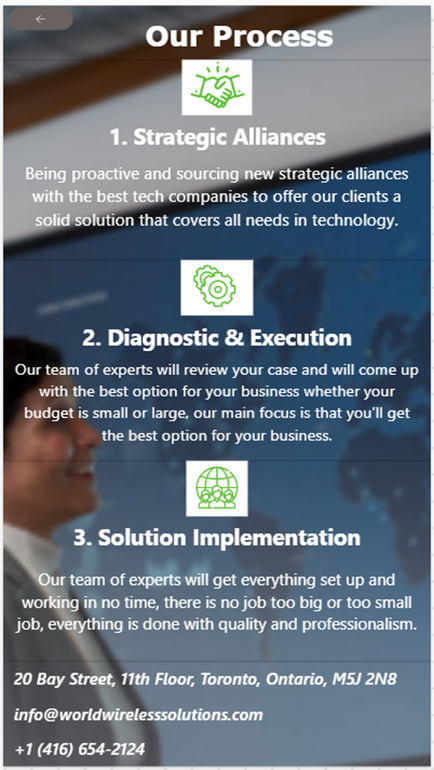 Our Process
1. Strategic Alliances
Being proactive and sourcing new strategic alliances
with the best tech companies to offer our clients a
solid solution that covers all needs in technology.
2. Diagnostic & Execution
Our team of experts will review your case and will come up
with the best option for your business whether your
budget is small or large, our main focus is that you'll get
the best option for your business.
3. Solution Implementation
Our team of experts will get everything set up and
working in no time, there is no job too big or too small
job, everything is done with quality and professionalism.
20 Bay Street, 11th Floor, Toronto, Ontario, M5J 2N8
info@worldwirelesssolutions.com
+1 (416) 654-2124